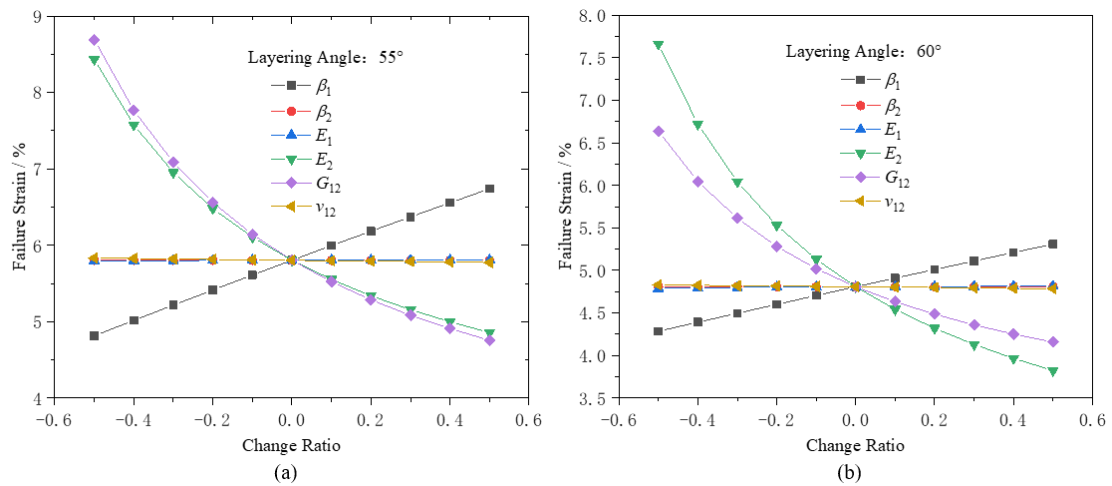 9
8
7
6
5
4
Failure Strain / %
Layering Angle：55°
β1
β2
E1
E2
G12
v12
-0.6 -0.4 -0.2 0.0 0.2 0.4 0.6
Change Ratio
(a)
8.0
7.5
7.0
6.5
6.0
5.5
5.0
4.5
4.0
3.5
Failure Strain / %
Layering Angle：60°
β1
β2
E1
E2
G12
v12
-0.6 -0.4 -0.2 0.0 0.2 0.4 0.6
Change Ratio
(b)